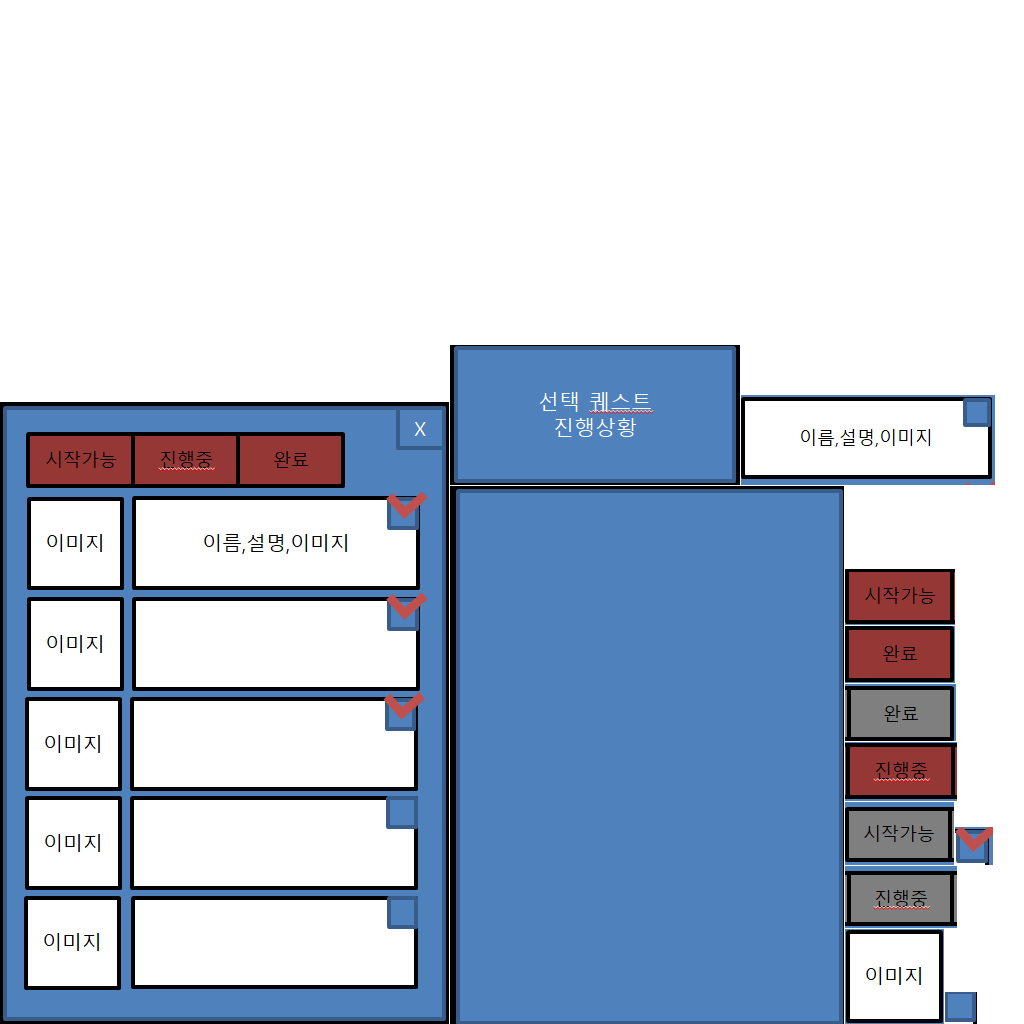 선택 퀘스트
진행상황
이름,설명,이미지
X
시작가능
진행중
완료
이미지
이름,설명,이미지
이미지
이미지
이미지
이미지
시작가능
완료
완료
진행중
시작가능
진행중
이미지